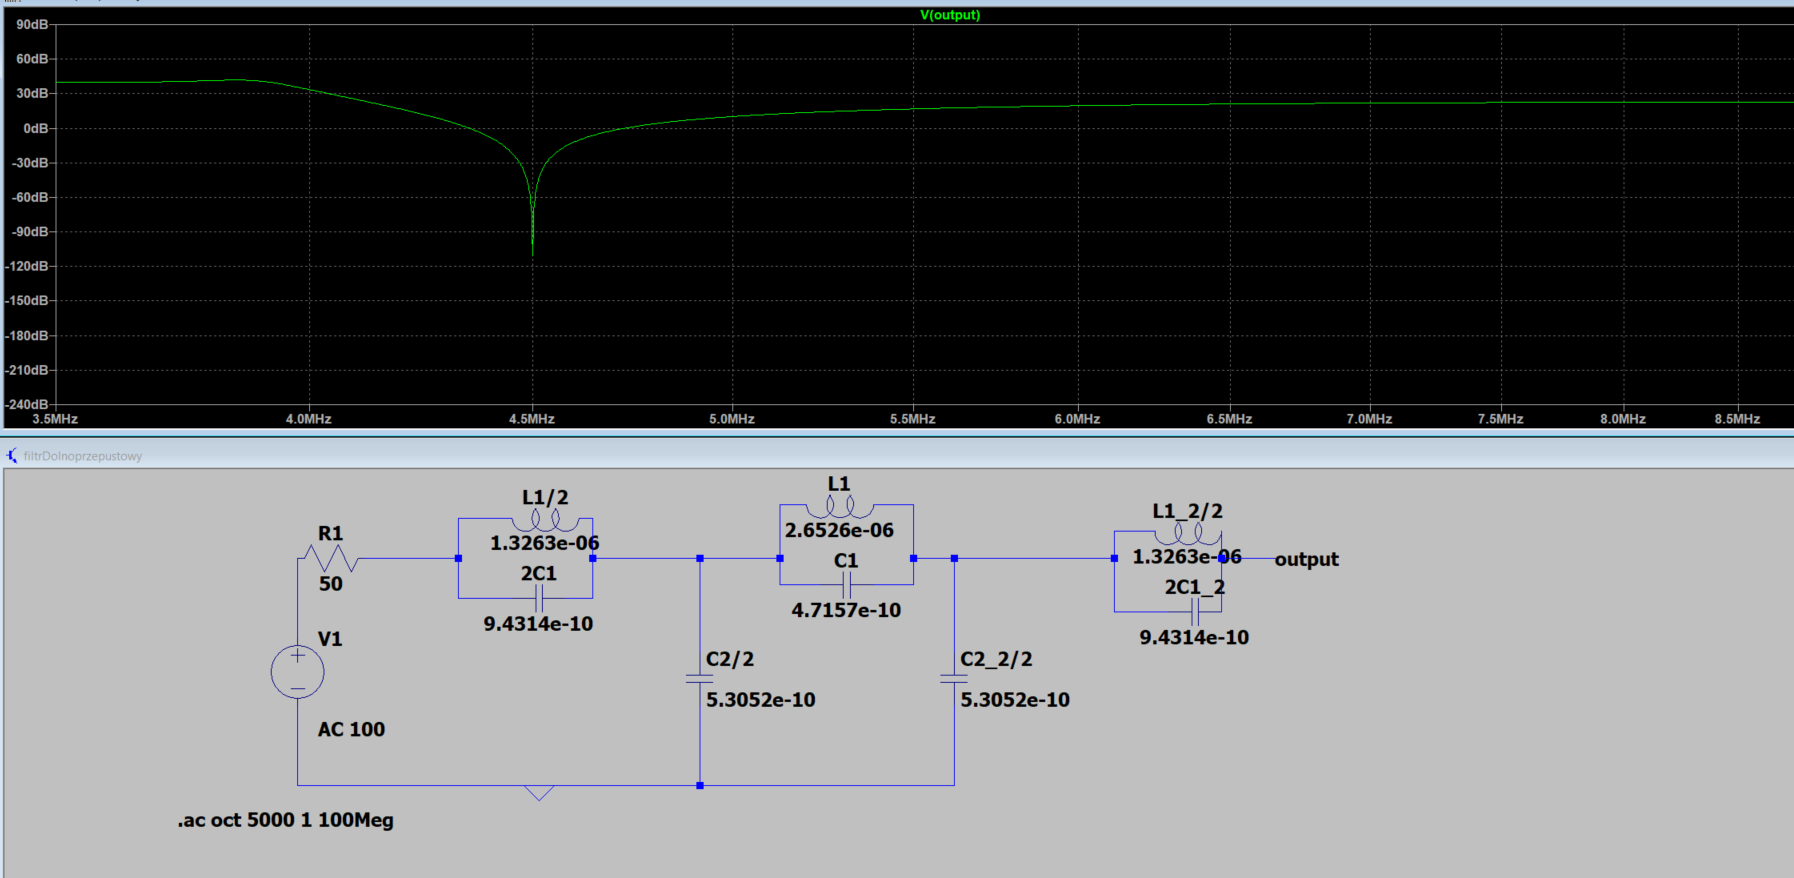 V(output)
90dB
60dB
30dB
0dB
-30dB
-60dB
-90dB
-120dB
-150dB
-180dB
-210dB
-240dB
3.5MHz 4.0MHz 4.5MHz 5.0MHz 5.5MHz 6.0MHz 6.5MHz 7.0MHz 7.5MHz 8.0MHz 8.5MHz
filtrDolnoprzepustowy
R1
50
L1/2
1.3263e-06
2C1
9.4314e-10
L1
2.6526e-06
C1
4.7157e-10
L1_2/2
1.3263e-06
2C1_2
9.4314e-10
output
V1
AC 100
C2/2
5.3052e-10
C2_2/2
5.3052e-10
.ac oct 5000 1 100Meg